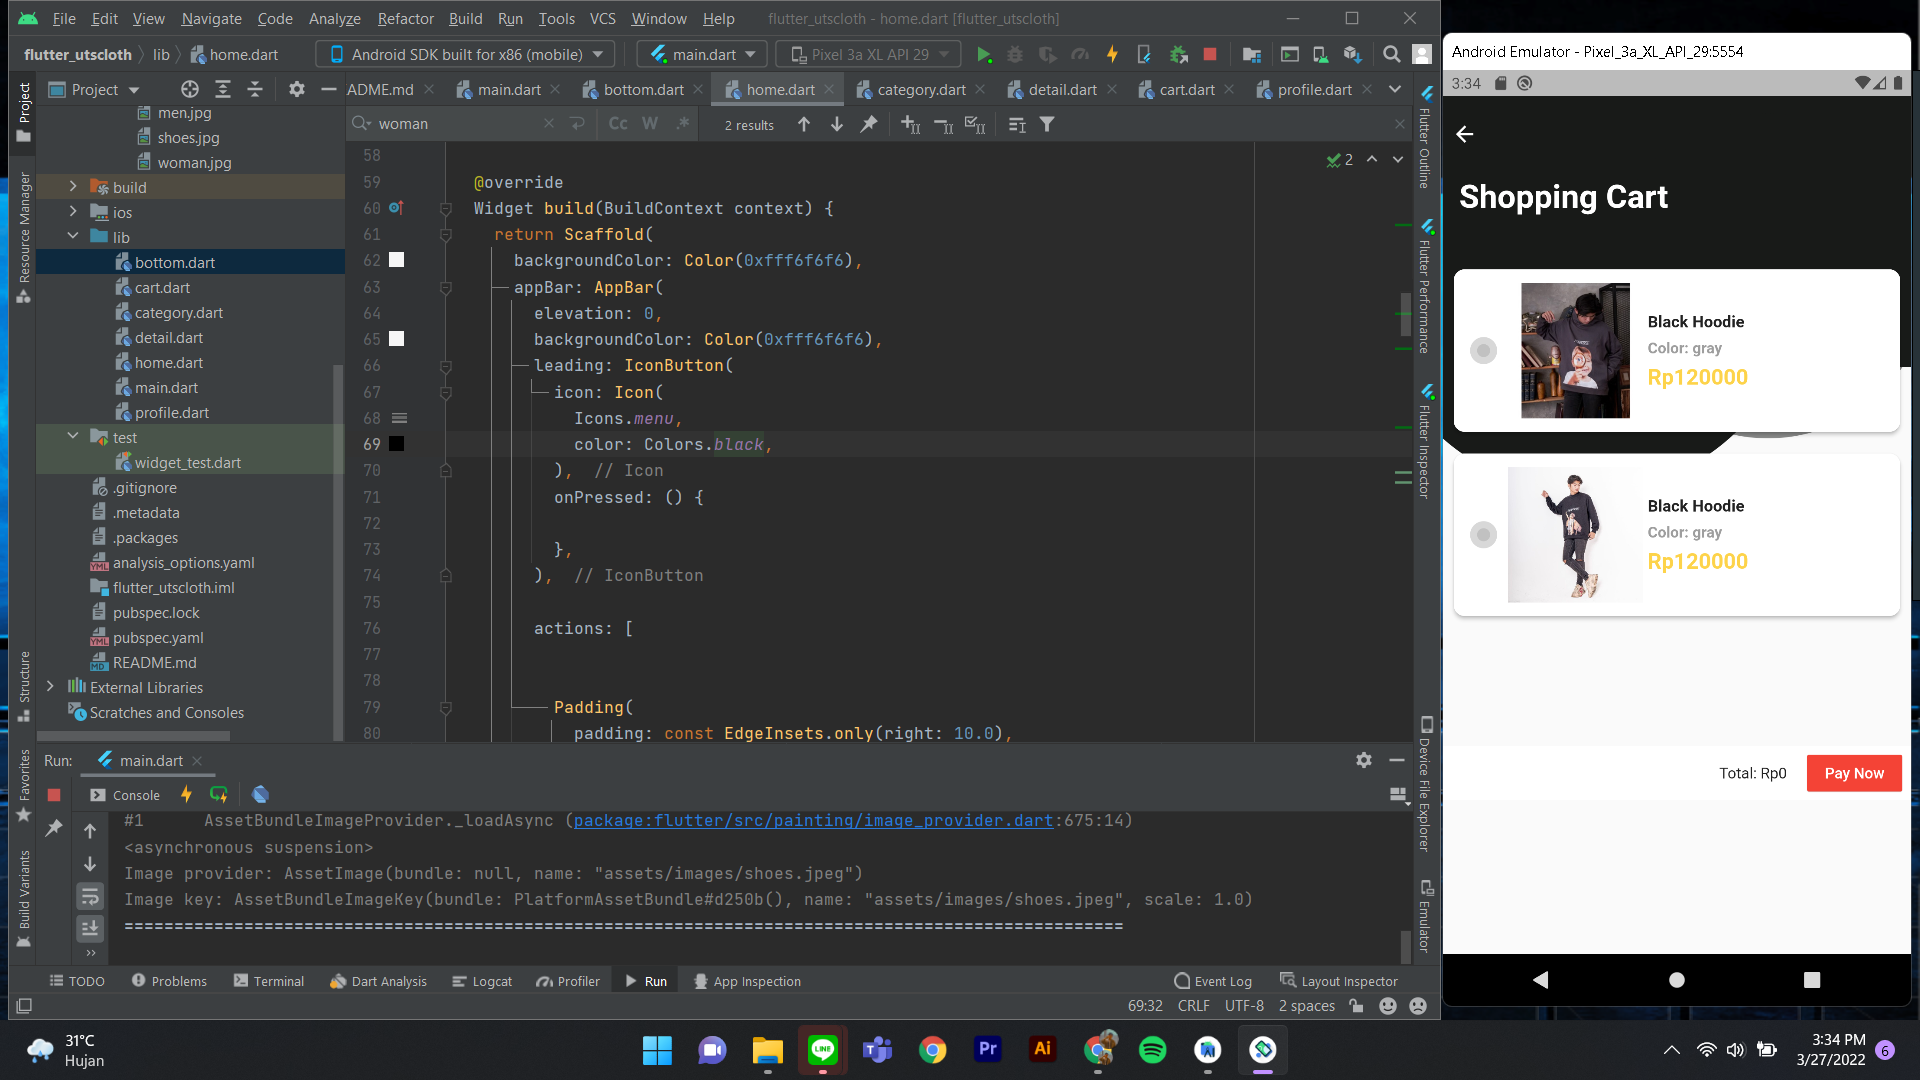 File Edit View Navigate Code Analyze Refactor Build Run Tools VCS Window Help flutter_utscloth - home.dart [flutter_utscloth]
flutter_utscloth lib home.dart Android SDK built for x86 (mobile) main.dart Pixel 3a XL API 29
Project ADME.md main.dart bottom.dart home.dart category.dart detail.dart cart.dart profile.dart
woman Cc W .* 2 results
Project
Resource Manager
Structure
Favorites
Build Variants
men.jpg
shoes.jpg
woman.jpg
build
ios
lib
bottom.dart
cart.dart
category.dart
detail.dart
home.dart
main.dart
profile.dart
test
widget_test.dart
.gitignore
.metadata
.packages
analysis_options.yaml
flutter_utscloth.iml
pubspec.lock
pubspec.yaml
README.md
External Libraries
Scratches and Consoles
2
58
59 @override
60 Widget build(BuildContext context) {
61 return Scaffold(
62 backgroundColor: Color(0xfff6f6f6),
63 appBar: AppBar(
64 elevation: 0,
65 backgroundColor: Color(0xfff6f6f6),
66 leading: IconButton(
67 icon: Icon(
68 Icons.menu,
69 color: Colors.black,
70 ), // Icon
71 onPressed: () {
72
73 },
74 ), // IconButton
75
76 actions: [
77
78
79 Padding(
80 padding: const EdgeInsets.only(right: 10.0),
Flutter Outline
Flutter Performance
Flutter Inspector
Device File Explorer
Emulator
Run: main.dart
Console
#1 AssetBundleImageProvider._loadAsync (package:flutter/src/painting/image_provider.dart:675:14)
<asynchronous suspension>
Image provider: AssetImage(bundle: null, name: "assets/images/shoes.jpeg")
Image key: AssetBundleImageKey(bundle: PlatformAssetBundle#d250b(), name: "assets/images/shoes.jpeg", scale: 1.0)
====================================================================================================
TODO Problems Terminal Dart Analysis Logcat Profiler Run App Inspection Event Log Layout Inspector
69:32 CRLF UTF-8 2 spaces
Android Emulator - Pixel_3a_XL_API_29:5554
3:34
Shopping Cart
Black Hoodie
Color: gray
Rp120000
Black Hoodie
Color: gray
Rp120000
Total: Rp0 Pay Now
31°C
Hujan
LINE
Pr
Ai
3:34 PM
3/27/2022
6